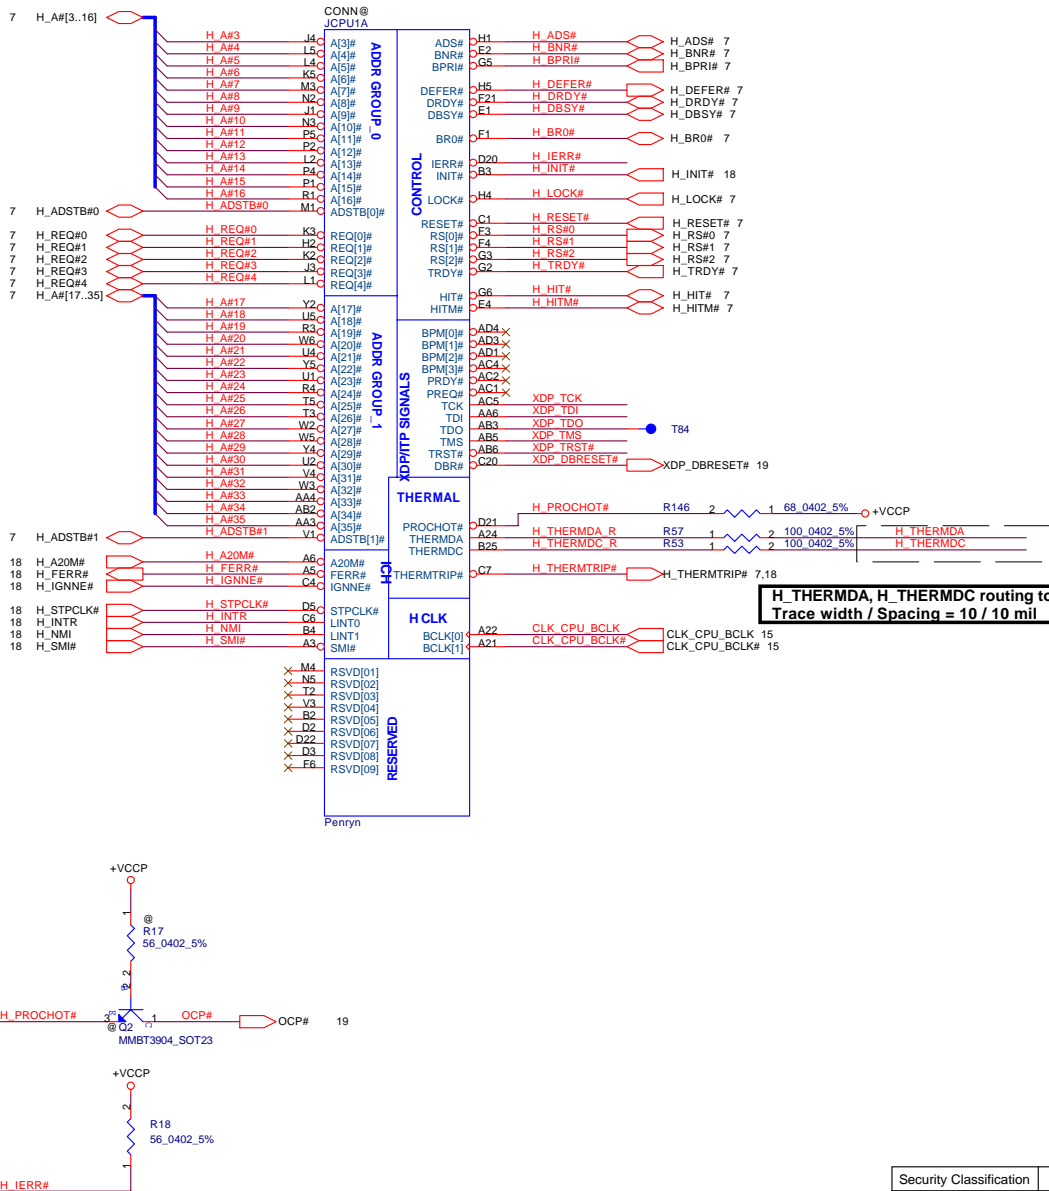 CONN@
JCPU1A
7 H_A#[3..16]
H_A#3 J4 A[3]#
H_A#4 L5 A[4]#
H_A#5 L4 A[5]#
H_A#6 K5 A[6]#
H_A#7 M3 A[7]#
H_A#8 N2 A[8]#
H_A#9 J1 A[9]#
H_A#10 N3 A[10]#
H_A#11 P5 A[11]#
H_A#12 P2 A[12]#
H_A#13 L2 A[13]#
H_A#14 P4 A[14]#
H_A#15 P1 A[15]#
H_A#16 R1 A[16]#
7 H_ADSTB#0 H_ADSTB#0 M1 ADSTB[0]#
7 H_REQ#0 H_REQ#0 K3 REQ[0]#
7 H_REQ#1 H_REQ#1 H2 REQ[1]#
7 H_REQ#2 H_REQ#2 K2 REQ[2]#
7 H_REQ#3 H_REQ#3 J3 REQ[3]#
7 H_REQ#4 H_REQ#4 L1 REQ[4]#
7 H_A#[17..35]
H_A#17 Y2 A[17]#
H_A#18 U5 A[18]#
H_A#19 R3 A[19]#
H_A#20 W6 A[20]#
H_A#21 U4 A[21]#
H_A#22 Y5 A[22]#
H_A#23 U1 A[23]#
H_A#24 R4 A[24]#
H_A#25 T5 A[25]#
H_A#26 T3 A[26]#
H_A#27 W2 A[27]#
H_A#28 W5 A[28]#
H_A#29 Y4 A[29]#
H_A#30 U2 A[30]#
H_A#31 V4 A[31]#
H_A#32 W3 A[32]#
H_A#33 AA4 A[33]#
H_A#34 AB2 A[34]#
H_A#35 AA3 A[35]#
7 H_ADSTB#1 H_ADSTB#1 V1 ADSTB[1]#
18 H_A20M# H_A20M# A6 A20M#
18 H_FERR# H_FERR# A5 FERR#
18 H_IGNNE# H_IGNNE# C4 IGNNE#
18 H_STPCLK# H_STPCLK# D5 STPCLK#
18 H_INTR H_INTR C6 LINT0
18 H_NMI H_NMI B4 LINT1
18 H_SMI# H_SMI# A3 SMI#
M4 RSVD[01]
N5 RSVD[02]
T2 RSVD[03]
V3 RSVD[04]
B2 RSVD[05]
D2 RSVD[06]
D22 RSVD[07]
D3 RSVD[08]
F6 RSVD[09]
ADDR GROUP_0
ADDR GROUP_1
ICH
RESERVED
CONTROL
XDP/ITP SIGNALS
THERMAL
H CLK
Penryn
ADS# H1 H_ADS# H_ADS# 7
BNR# E2 H_BNR# H_BNR# 7
BPRI# G5 H_BPRI# H_BPRI# 7
DEFER# H5 H_DEFER# H_DEFER# 7
DRDY# F21 H_DRDY# H_DRDY# 7
DBSY# E1 H_DBSY# H_DBSY# 7
BR0# F1 H_BR0# H_BR0# 7
IERR# D20 H_IERR#
INIT# B3 H_INIT# H_INIT# 18
LOCK# H4 H_LOCK# H_LOCK# 7
RESET# C1 H_RESET# H_RESET# 7
RS[0]# F3 H_RS#0 H_RS#0 7
RS[1]# F4 H_RS#1 H_RS#1 7
RS[2]# G3 H_RS#2 H_RS#2 7
TRDY# G2 H_TRDY# H_TRDY# 7
HIT# G6 H_HIT# H_HIT# 7
HITM# E4 H_HITM# H_HITM# 7
BPM[0]# AD4
BPM[1]# AD3
BPM[2]# AD1
BPM[3]# AC4
PRDY# AC2
PREQ# AC1
TCK AC5 XDP_TCK
TDI AA6 XDP_TDI
TDO AB3 XDP_TDO T84
TMS AB5 XDP_TMS
TRST# AB6 XDP_TRST#
DBR# C20 XDP_DBRESET# XDP_DBRESET# 19
PROCHOT# D21 H_PROCHOT# R146 2 1 68_0402_5% +VCCP
THERMDA A24 H_THERMDA_R R57 1 2 100_0402_5% H_THERMDA
THERMDC B25 H_THERMDC_R R53 1 2 100_0402_5% H_THERMDC
THERMTRIP# C7 H_THERMTRIP# H_THERMTRIP# 7,18
H_THERMDA, H_THERMDC routing to
Trace width / Spacing = 10 / 10 mil
BCLK[0] A22 CLK_CPU_BCLK CLK_CPU_BCLK 15
BCLK[1] A21 CLK_CPU_BCLK# CLK_CPU_BCLK# 15
+VCCP
1
@
R17
56_0402_5%
2
2
B
H_PROCHOT# 3 E C 1 OCP# OCP# 19
@ Q2
MMBT3904_SOT23
+VCCP
2
R18
56_0402_5%
1
H_IERR#
Security Classification